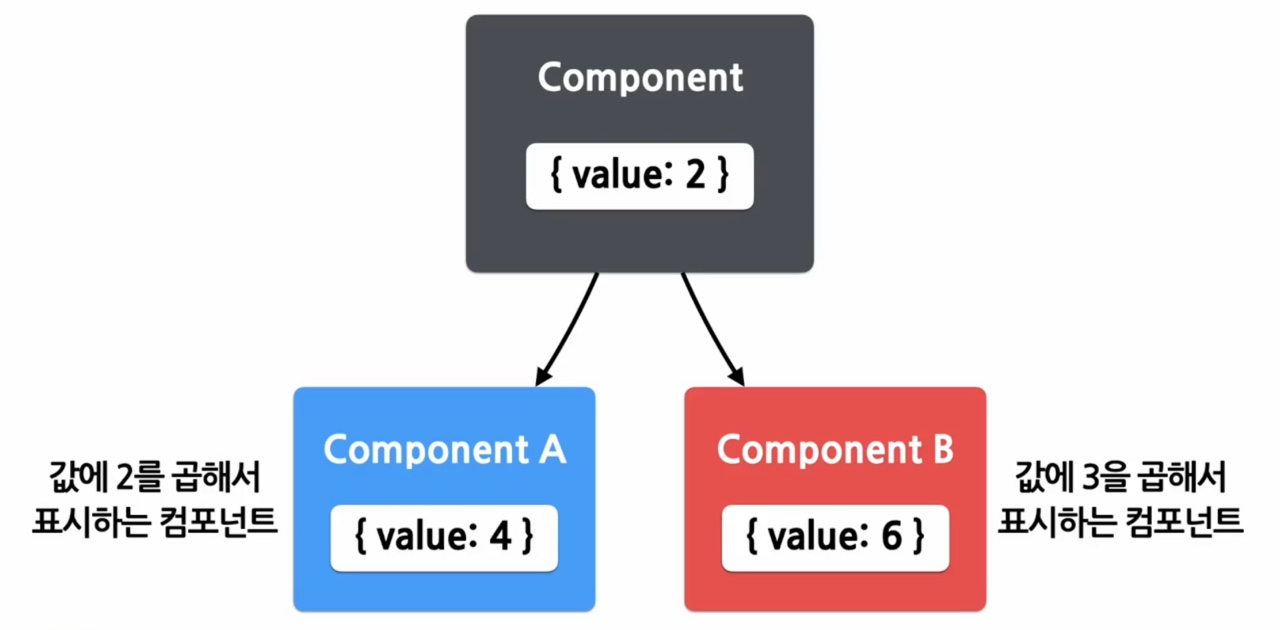 Component
{ value: 2 }
Component A
{ value: 4 }
값에 2를 곱해서
표시하는 컴포넌트
Component B
{ value: 6 }
값에 3을 곱해서
표시하는 컴포넌트